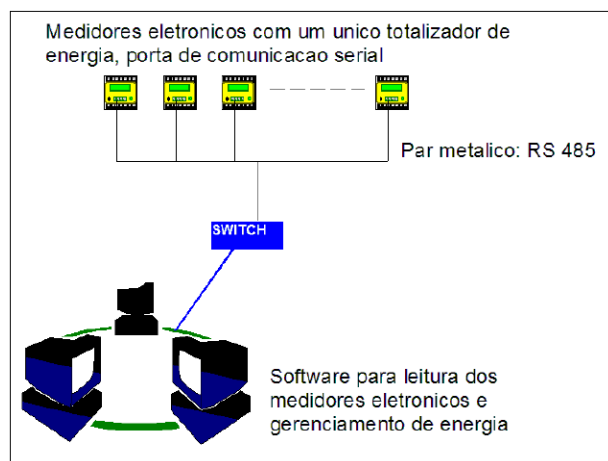 Medidores eletronicos com um unico totalizador de
energia, porta de comunicacao serial
Par metalico: RS 485
SWITCH
Software para leitura dos
medidores eletronicos e
gerenciamento de energia